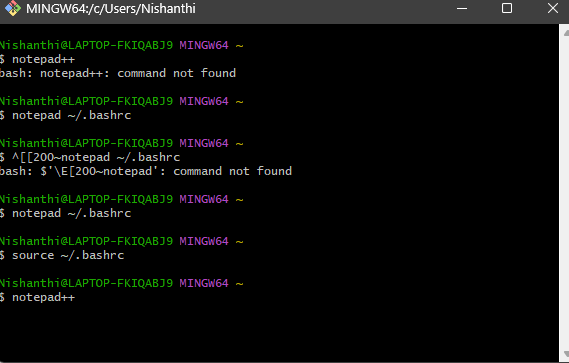 MINGW64:/c/Users/Nishanthi
Nishanthi@LAPTOP-FKIQABJ9 MINGW64 ~
$ notepad++
bash: notepad++: command not found
Nishanthi@LAPTOP-FKIQABJ9 MINGW64 ~
$ notepad ~/.bashrc
Nishanthi@LAPTOP-FKIQABJ9 MINGW64 ~
$ ^[[200~notepad ~/.bashrc
bash: $'\E[200~notepad': command not found
Nishanthi@LAPTOP-FKIQABJ9 MINGW64 ~
$ notepad ~/.bashrc
Nishanthi@LAPTOP-FKIQABJ9 MINGW64 ~
$ source ~/.bashrc
Nishanthi@LAPTOP-FKIQABJ9 MINGW64 ~
$ notepad++